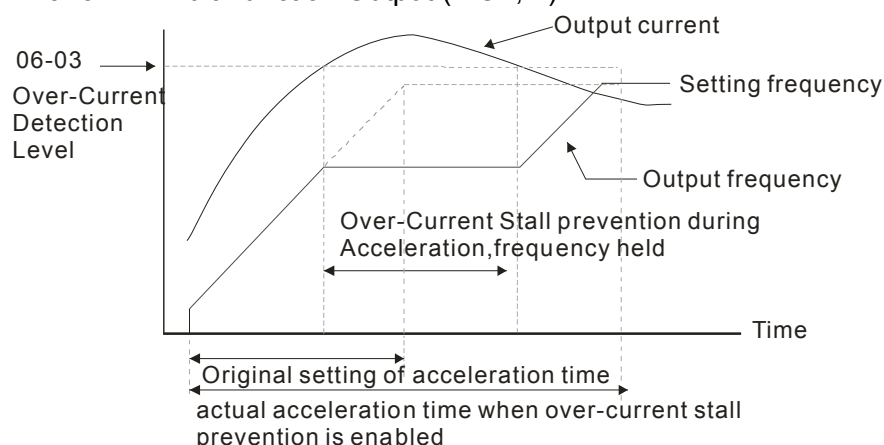 Output current
06-03
Over-Current
Detection
Level
Setting frequency
Output frequency
Over-Current Stall prevention during
Acceleration,frequency held
Time
Original setting of acceleration time
actual acceleration time when over-current stall
prevention is enabled